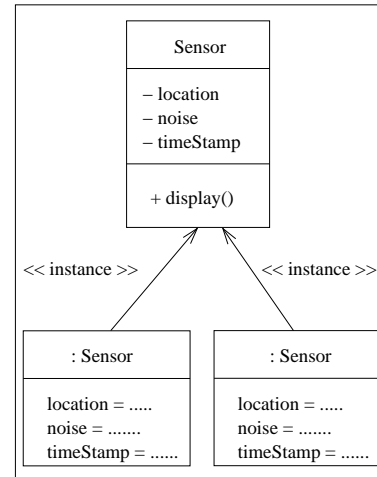 Sensor
– location
– noise
– timeStamp
+ display()
<< instance >>
<< instance >>
: Sensor
location = .....
noise = .......
timeStamp = ......
: Sensor
location = .....
noise = .......
timeStamp = ......